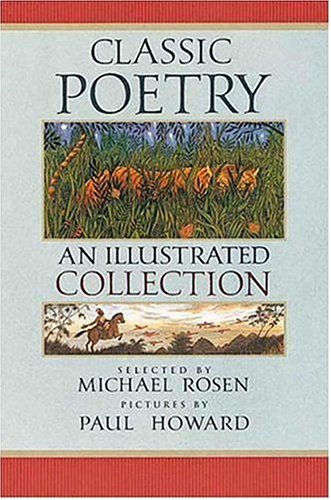 CLASSIC
POETRY
AN ILLUSTRATED
COLLECTION
SELECTED BY
MICHAEL ROSEN
PICTURES BY
PAUL HOWARD